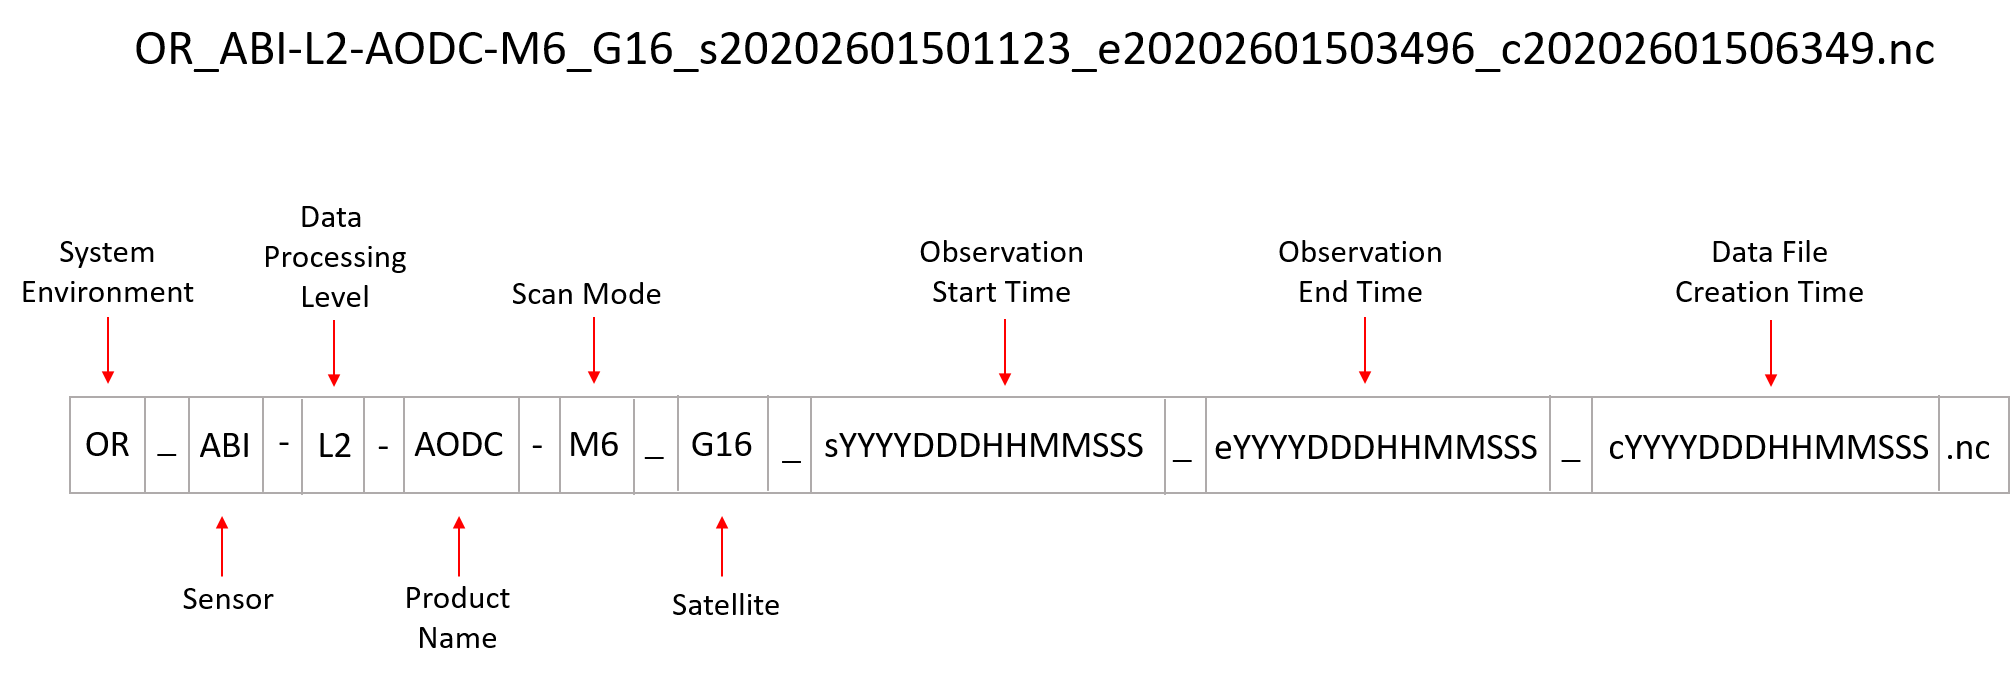 OR_ABI-L2-AODC-M6_G16_s20202601501123_e20202601503496_c20202601506349.nc
System
Environment
Data
Processing
Level
Scan Mode
Observation
Start Time
Observation
End Time
Data File
Creation Time
OR _ ABI - L2 - AODC - M6 _ G16 _ sYYYYDDDHHMMSSS _ eYYYYDDDHHMMSSS _ cYYYYDDDHHMMSSS .nc
Sensor
Product
Name
Satellite